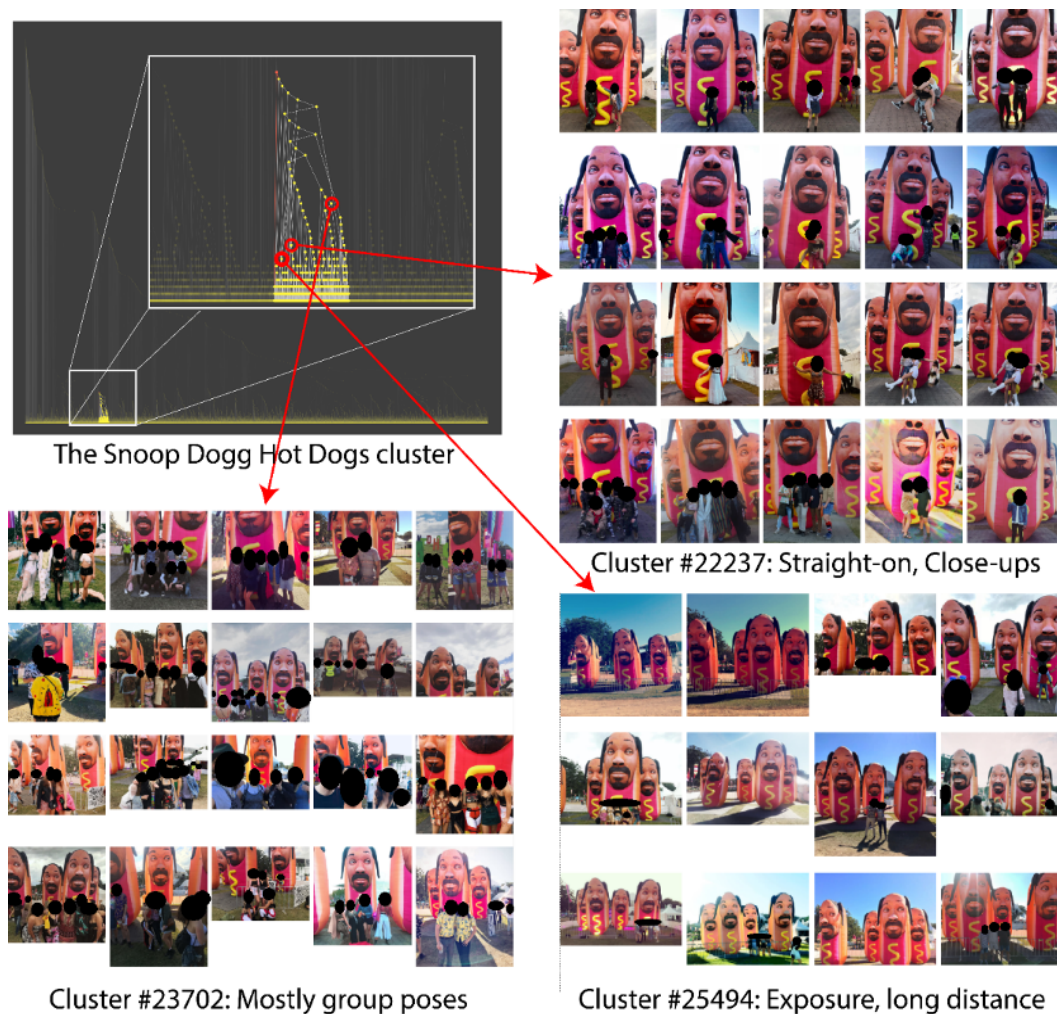 The Snoop Dogg Hot Dogs cluster
Cluster #22237: Straight-on, Close-ups
Cluster #23702: Mostly group poses
Cluster #25494: Exposure, long distance